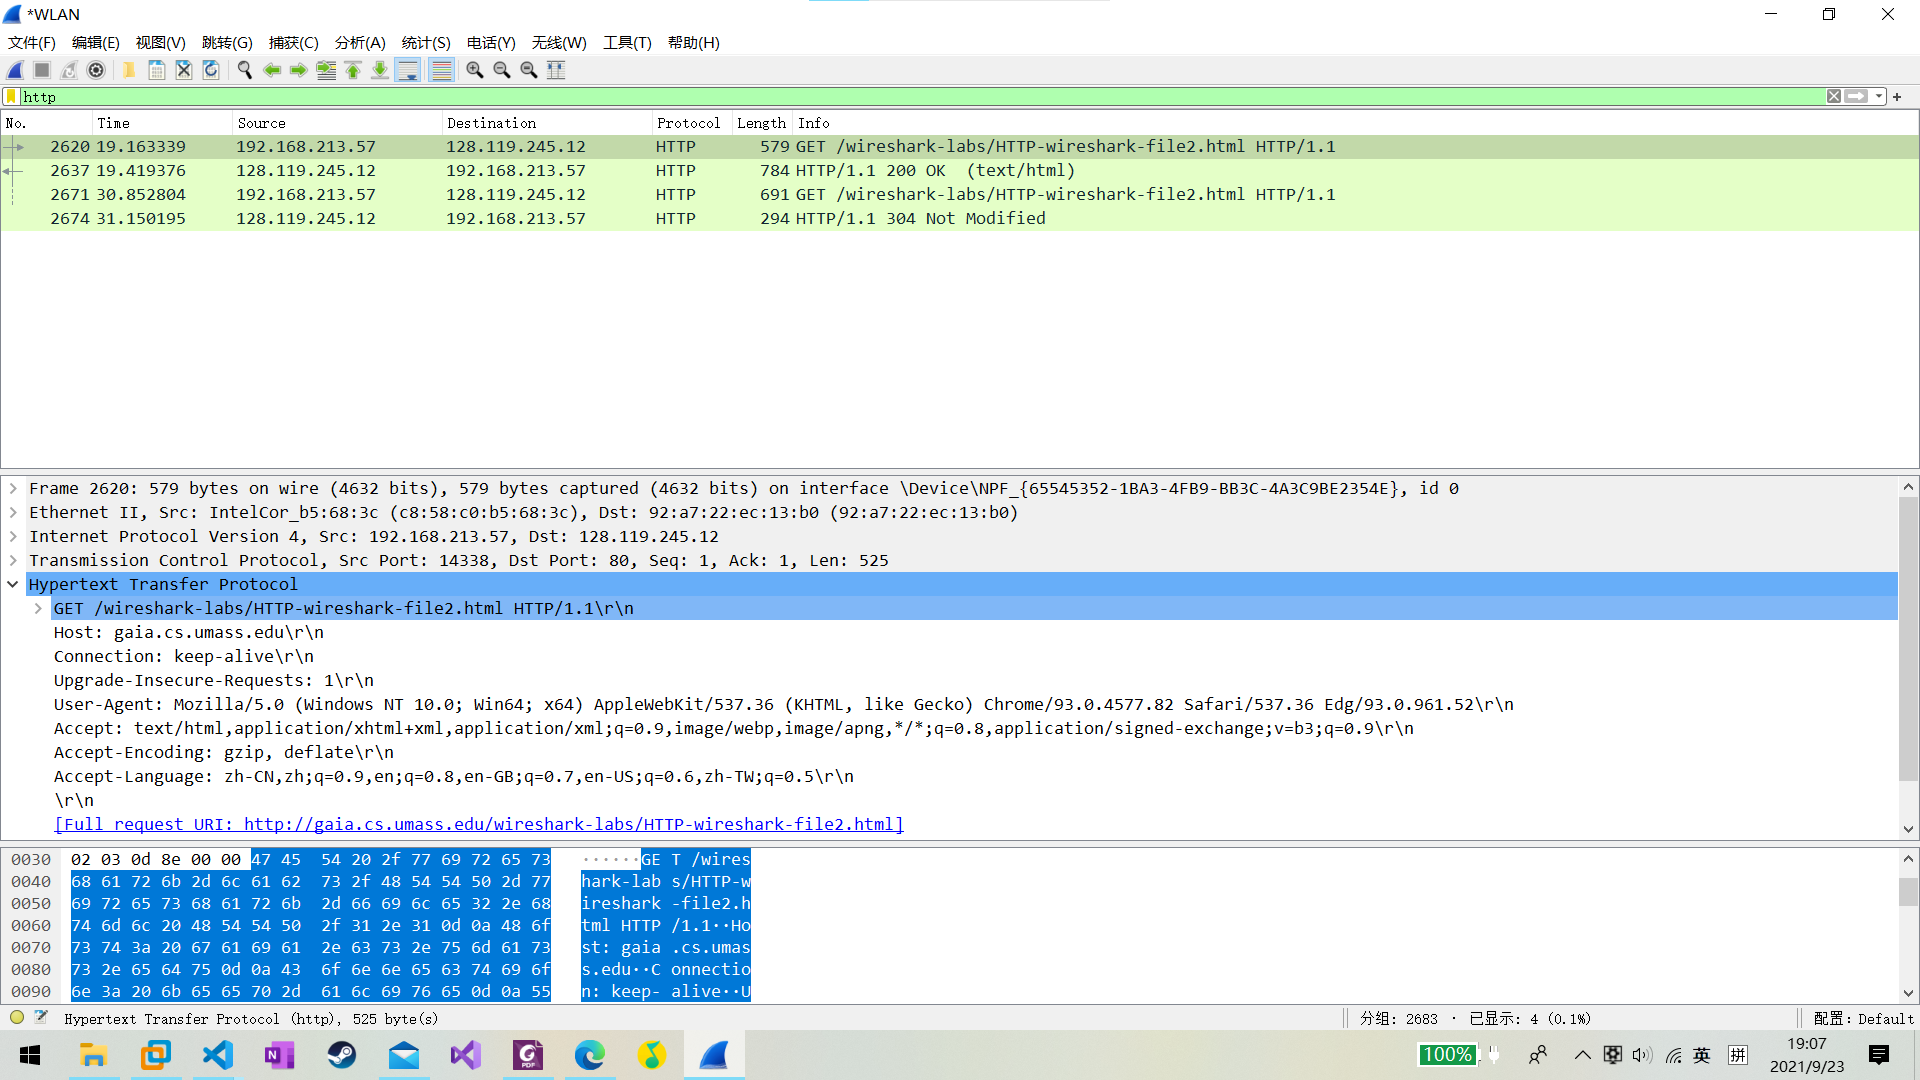 *WLAN
文件(F) 编辑(E) 视图(V) 跳转(G) 捕获(C) 分析(A) 统计(S) 电话(Y) 无线(W) 工具(T) 帮助(H)
http
No. Time Source Destination Protocol Length Info
2620 19.163339 192.168.213.57 128.119.245.12 HTTP 579 GET /wireshark-labs/HTTP-wireshark-file2.html HTTP/1.1
2637 19.419376 128.119.245.12 192.168.213.57 HTTP 784 HTTP/1.1 200 OK (text/html)
2671 30.852804 192.168.213.57 128.119.245.12 HTTP 691 GET /wireshark-labs/HTTP-wireshark-file2.html HTTP/1.1
2674 31.150195 128.119.245.12 192.168.213.57 HTTP 294 HTTP/1.1 304 Not Modified
Frame 2620: 579 bytes on wire (4632 bits), 579 bytes captured (4632 bits) on interface \Device\NPF_{65545352-1BA3-4FB9-BB3C-4A3C9BE2354E}, id 0
Ethernet II, Src: IntelCor_b5:68:3c (c8:58:c0:b5:68:3c), Dst: 92:a7:22:ec:13:b0 (92:a7:22:ec:13:b0)
Internet Protocol Version 4, Src: 192.168.213.57, Dst: 128.119.245.12
Transmission Control Protocol, Src Port: 14338, Dst Port: 80, Seq: 1, Ack: 1, Len: 525
Hypertext Transfer Protocol
GET /wireshark-labs/HTTP-wireshark-file2.html HTTP/1.1\r\n
Host: gaia.cs.umass.edu\r\n
Connection: keep-alive\r\n
Upgrade-Insecure-Requests: 1\r\n
User-Agent: Mozilla/5.0 (Windows NT 10.0; Win64; x64) AppleWebKit/537.36 (KHTML, like Gecko) Chrome/93.0.4577.82 Safari/537.36 Edg/93.0.961.52\r\n
Accept: text/html,application/xhtml+xml,application/xml;q=0.9,image/webp,image/apng,*/*;q=0.8,application/signed-exchange;v=b3;q=0.9\r\n
Accept-Encoding: gzip, deflate\r\n
Accept-Language: zh-CN,zh;q=0.9,en;q=0.8,en-GB;q=0.7,en-US;q=0.6,zh-TW;q=0.5\r\n
\r\n
[Full request URI: http://gaia.cs.umass.edu/wireshark-labs/HTTP-wireshark-file2.html]
0030 02 03 0d 8e 00 00 47 45 54 20 2f 77 69 72 65 73 ······GE T /wires
0040 68 61 72 6b 2d 6c 61 62 73 2f 48 54 54 50 2d 77 hark-lab s/HTTP-w
0050 69 72 65 73 68 61 72 6b 2d 66 69 6c 65 32 2e 68 ireshark -file2.h
0060 74 6d 6c 20 48 54 54 50 2f 31 2e 31 0d 0a 48 6f tml HTTP /1.1··Ho
0070 73 74 3a 20 67 61 69 61 2e 63 73 2e 75 6d 61 73 st: gaia .cs.umas
0080 73 2e 65 64 75 0d 0a 43 6f 6e 6e 65 63 74 69 6f s.edu··C onnectio
0090 6e 3a 20 6b 65 65 70 2d 61 6c 69 76 65 0d 0a 55 n: keep- alive··U
Hypertext Transfer Protocol (http), 525 byte(s) 分组: 2683 · 已显示: 4 (0.1%) 配置: Default
100% 英 拼 19:07
2021/9/23